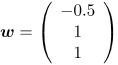 w = ( −0.5
1
1 )